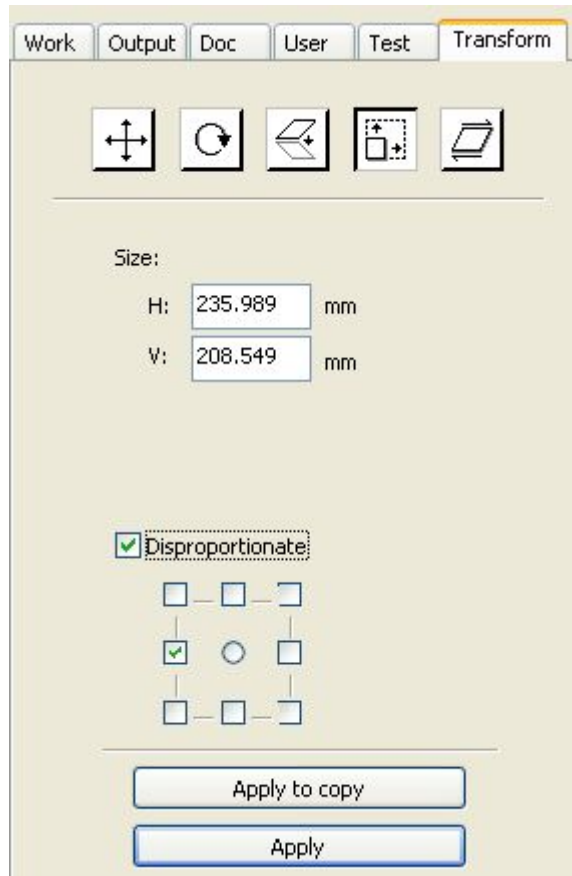 Work Output Doc User Test Transform
Size:
H: 235.989 mm
V: 208.549 mm
Disproportionate
Apply to copy
Apply